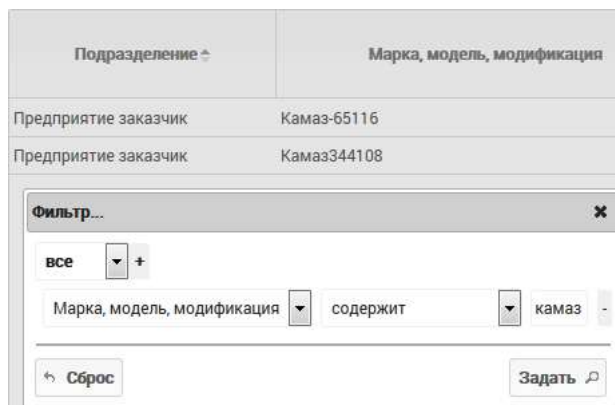 Подразделение Марка, модель, модификация
Предприятие заказчик Камаз-65116
Предприятие заказчик Камаз344108
Фильтр... ✖
все +
Марка, модель, модификация содержит камаз -
Сброс Задать